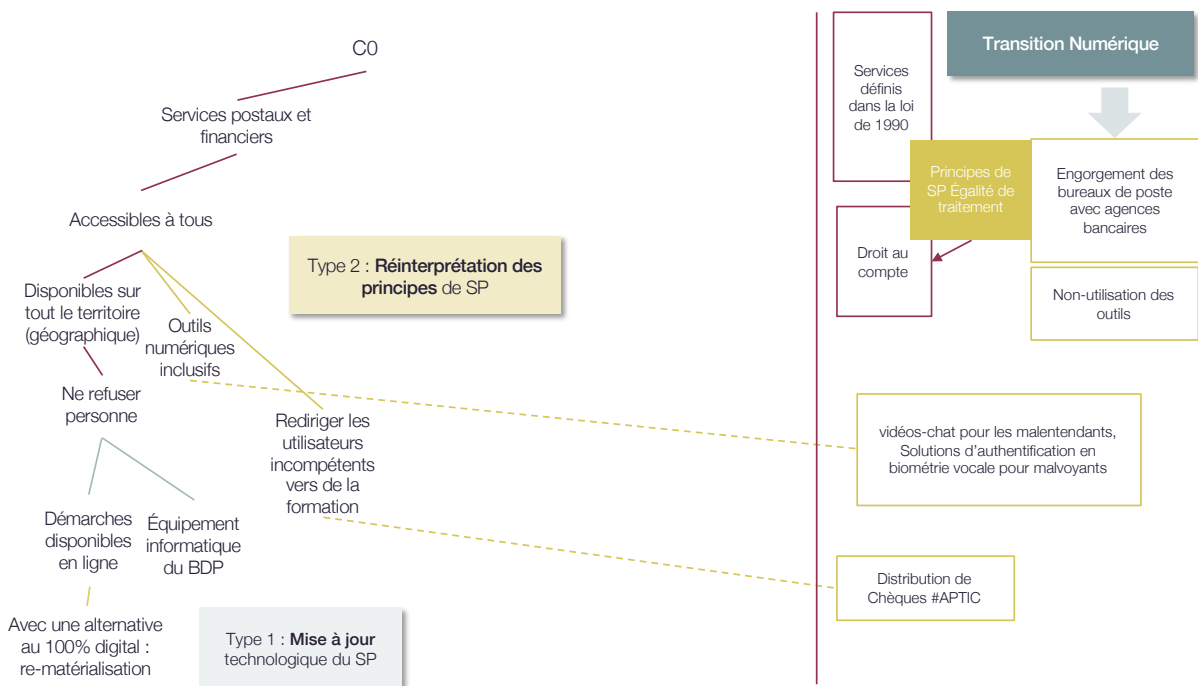 C0
Services postaux et
financiers
Accessibles à tous
Disponibles sur
tout le territoire
(géographique)
Outils
numériques
inclusifs
Ne refuser
personne
Rediriger les
utilisateurs
incompétents
vers de la
formation
Démarches
disponibles
en ligne
Équipement
informatique
du BDP
Avec une alternative
au 100% digital :
re-matérialisation
Type 2 : Réinterprétation des
principes de SP
Type 1 : Mise à jour
technologique du SP
Services
définis
dans la loi
de 1990
Transition Numérique
Principes de
SP Égalité de
traitement
Engorgement des
bureaux de poste
avec agences
bancaires
Droit au
compte
Non-utilisation des
outils
vidéos-chat pour les malentendants,
Solutions d'authentification en
biométrie vocale pour malvoyants
Distribution de
Chèques #APTIC